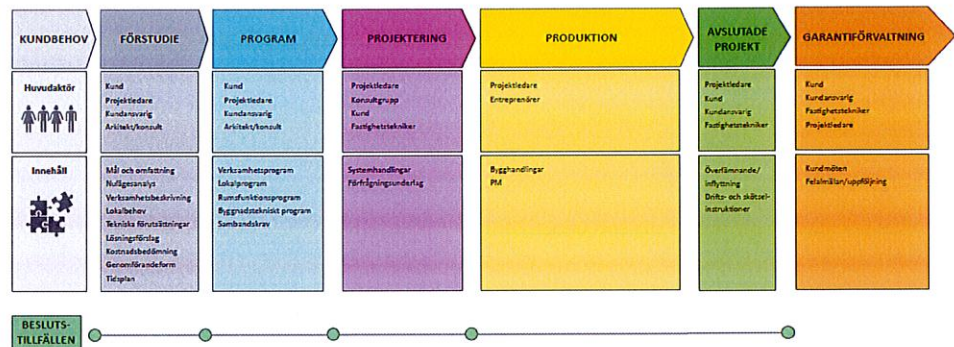 KUNDBEHOV
FÖRSTUDIE
PROGRAM
PROJEKTERING
PRODUKTION
AVSLUTADE
PROJEKT
GARANTIFÖRVALTNING
Huvudaktör
Kund
Projektledare
Kundansvarig
Arkitekt/konsult
Kund
Projektledare
Kundansvarig
Arkitekt/konsult
Projektledare
Konsultgrupp
Kund
Fastighetstekniker
Projektledare
Entreprenörer
Projektledare
Kund
Kundansvarig
Fastighetstekniker
Kund
Kundansvarig
Fastighetstekniker
Projektledare
Innehåll
Mål och omfattning
Nulägesanalys
Verksamhetsbeskrivning
Lokalbehov
Tekniska förutsättningar
Lösningsförslag
Kostnadsbedömning
Genomförandeform
Tidsplan
Verksamhetsprogram
Lokalprogram
Rumsfunktionsprogram
Byggnadstekniskt program
Sambandskrav
Systemhandlingar
Förfrågningsunderlag
Bygghandlingar
PM
Överlämnande/
inflyttning
Drifts- och skötsel-
instruktioner
Kundmöten
Felanmälan/uppföljning
BESLUTS-
TILLFÄLLEN